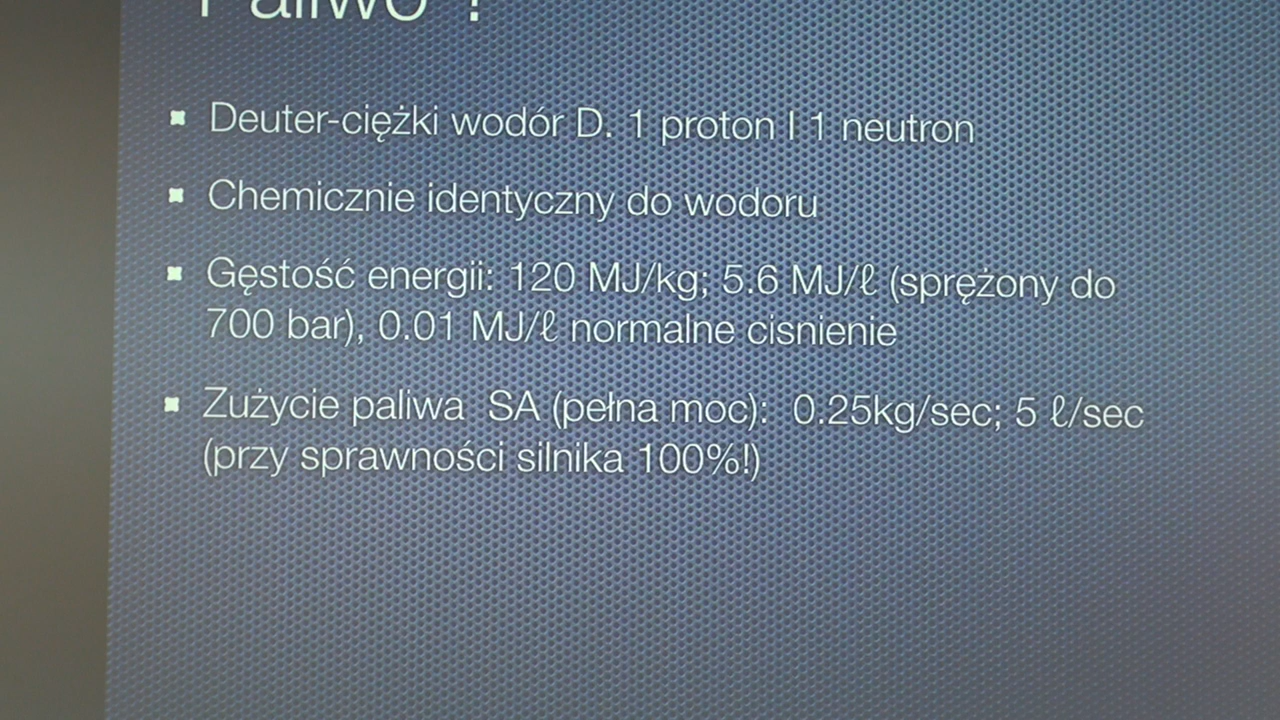 Paliwo ?
Deuter-ciężki wodór D. 1 proton I 1 neutron
Chemicznie identyczny do wodoru
Gęstość energii: 120 MJ/kg; 5.6 MJ/ℓ (sprężony do
700 bar), 0.01 MJ/ℓ normalne cisnienie
Zużycie paliwa SA (pełna moc): 0.25kg/sec; 5 ℓ/sec
(przy sprawności silnika 100%!)